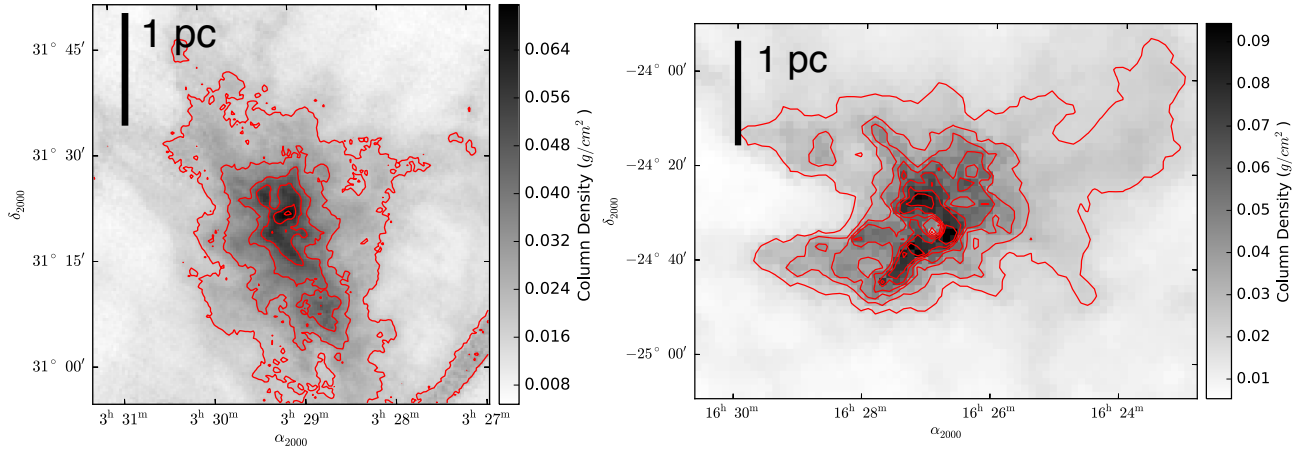 1 pc
31° 45′
31° 30′
31° 15′
31° 00′
δ2000
3ʰ 31ᵐ
3ʰ 30ᵐ
3ʰ 29ᵐ
3ʰ 28ᵐ
3ʰ 27ᵐ
α2000
0.064
0.056
0.048
0.040
0.032
0.024
0.016
0.008
Column Density (g/cm²)
1 pc
−24° 00′
−24° 20′
−24° 40′
−25° 00′
δ2000
16ʰ 30ᵐ
16ʰ 28ᵐ
16ʰ 26ᵐ
16ʰ 24ᵐ
α2000
0.09
0.08
0.07
0.06
0.05
0.04
0.03
0.02
0.01
Column Density (g/cm²)